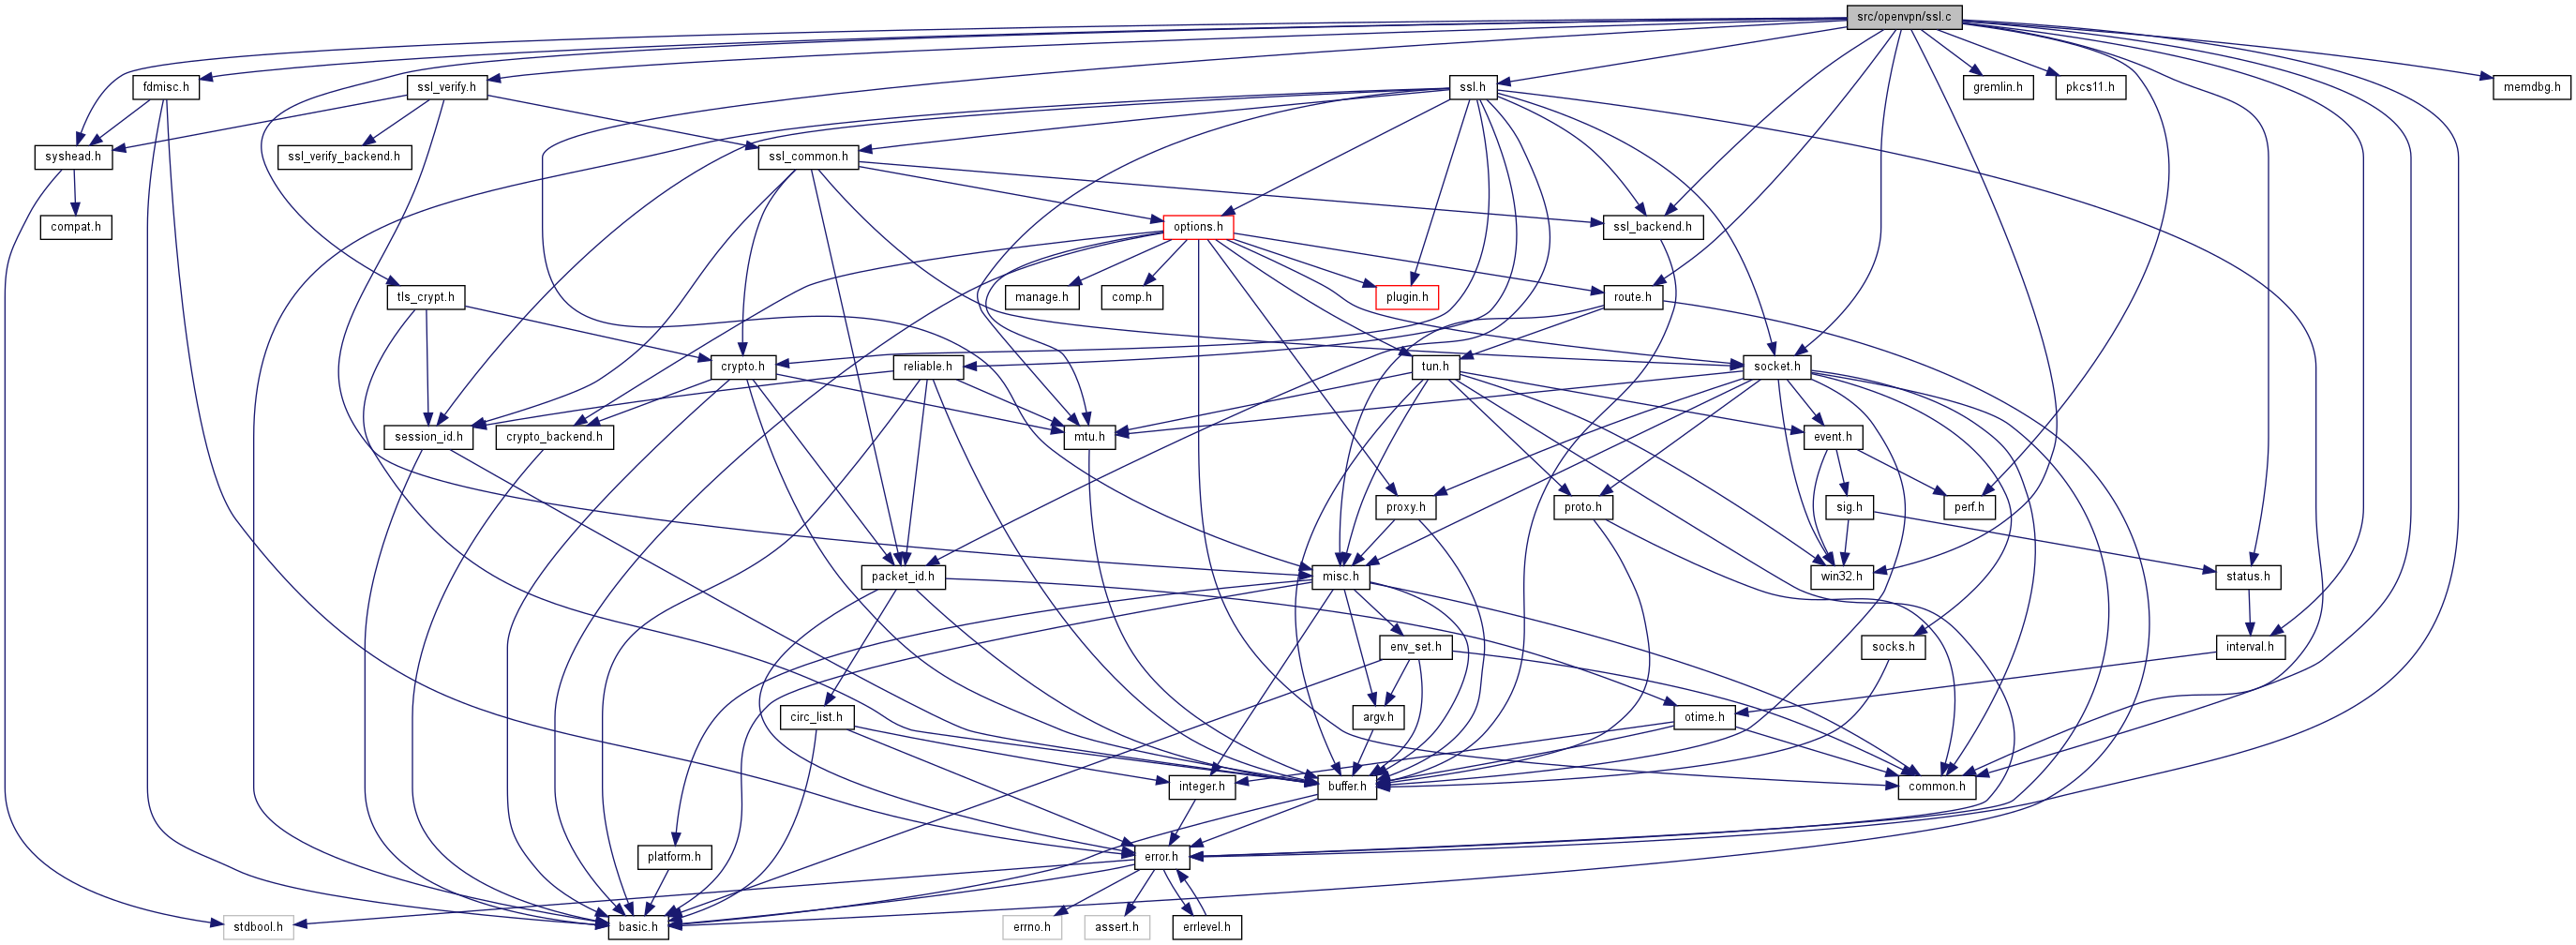 src/openvpn/ssl.c
fdmisc.h
ssl_verify.h
ssl.h
gremlin.h
pkcs11.h
memdbg.h
syshead.h
ssl_verify_backend.h
ssl_common.h
compat.h
options.h
ssl_backend.h
tls_crypt.h
manage.h
comp.h
plugin.h
route.h
crypto.h
reliable.h
tun.h
socket.h
session_id.h
crypto_backend.h
mtu.h
event.h
proxy.h
proto.h
sig.h
perf.h
packet_id.h
misc.h
win32.h
status.h
env_set.h
socks.h
interval.h
circ_list.h
argv.h
otime.h
integer.h
buffer.h
common.h
platform.h
error.h
stdbool.h
basic.h
errno.h
assert.h
errlevel.h